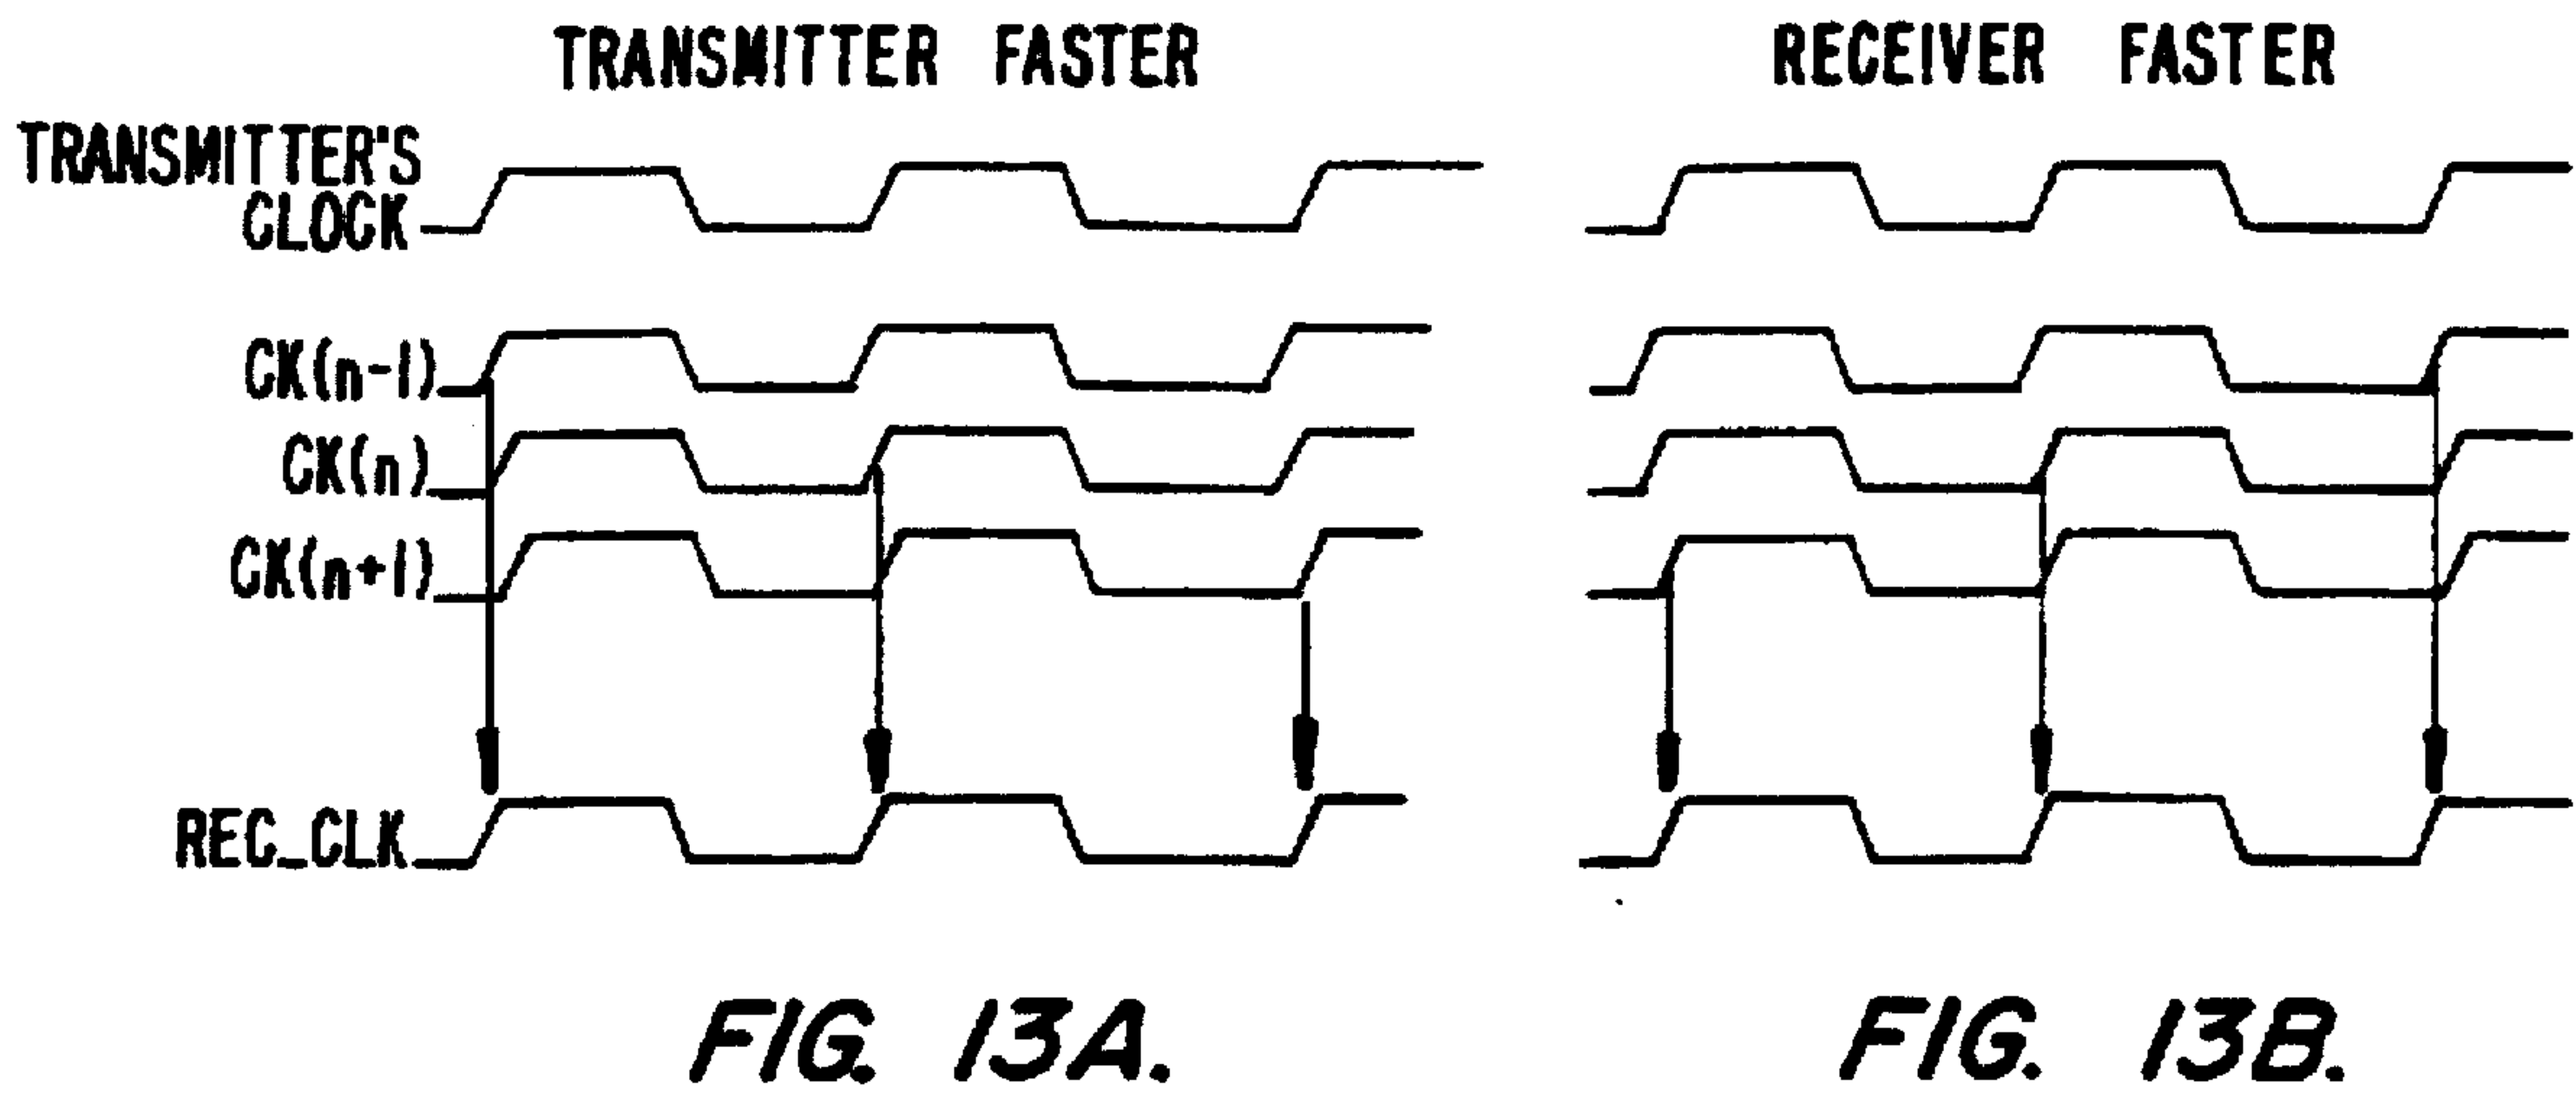 TRANSMITTER FASTER
RECEIVER FASTER
TRANSMITTER'S
CLOCK
CK(n-1)
CK(n)
CK(n+1)
REC_CLK
FIG. 13A.
FIG. 13B.